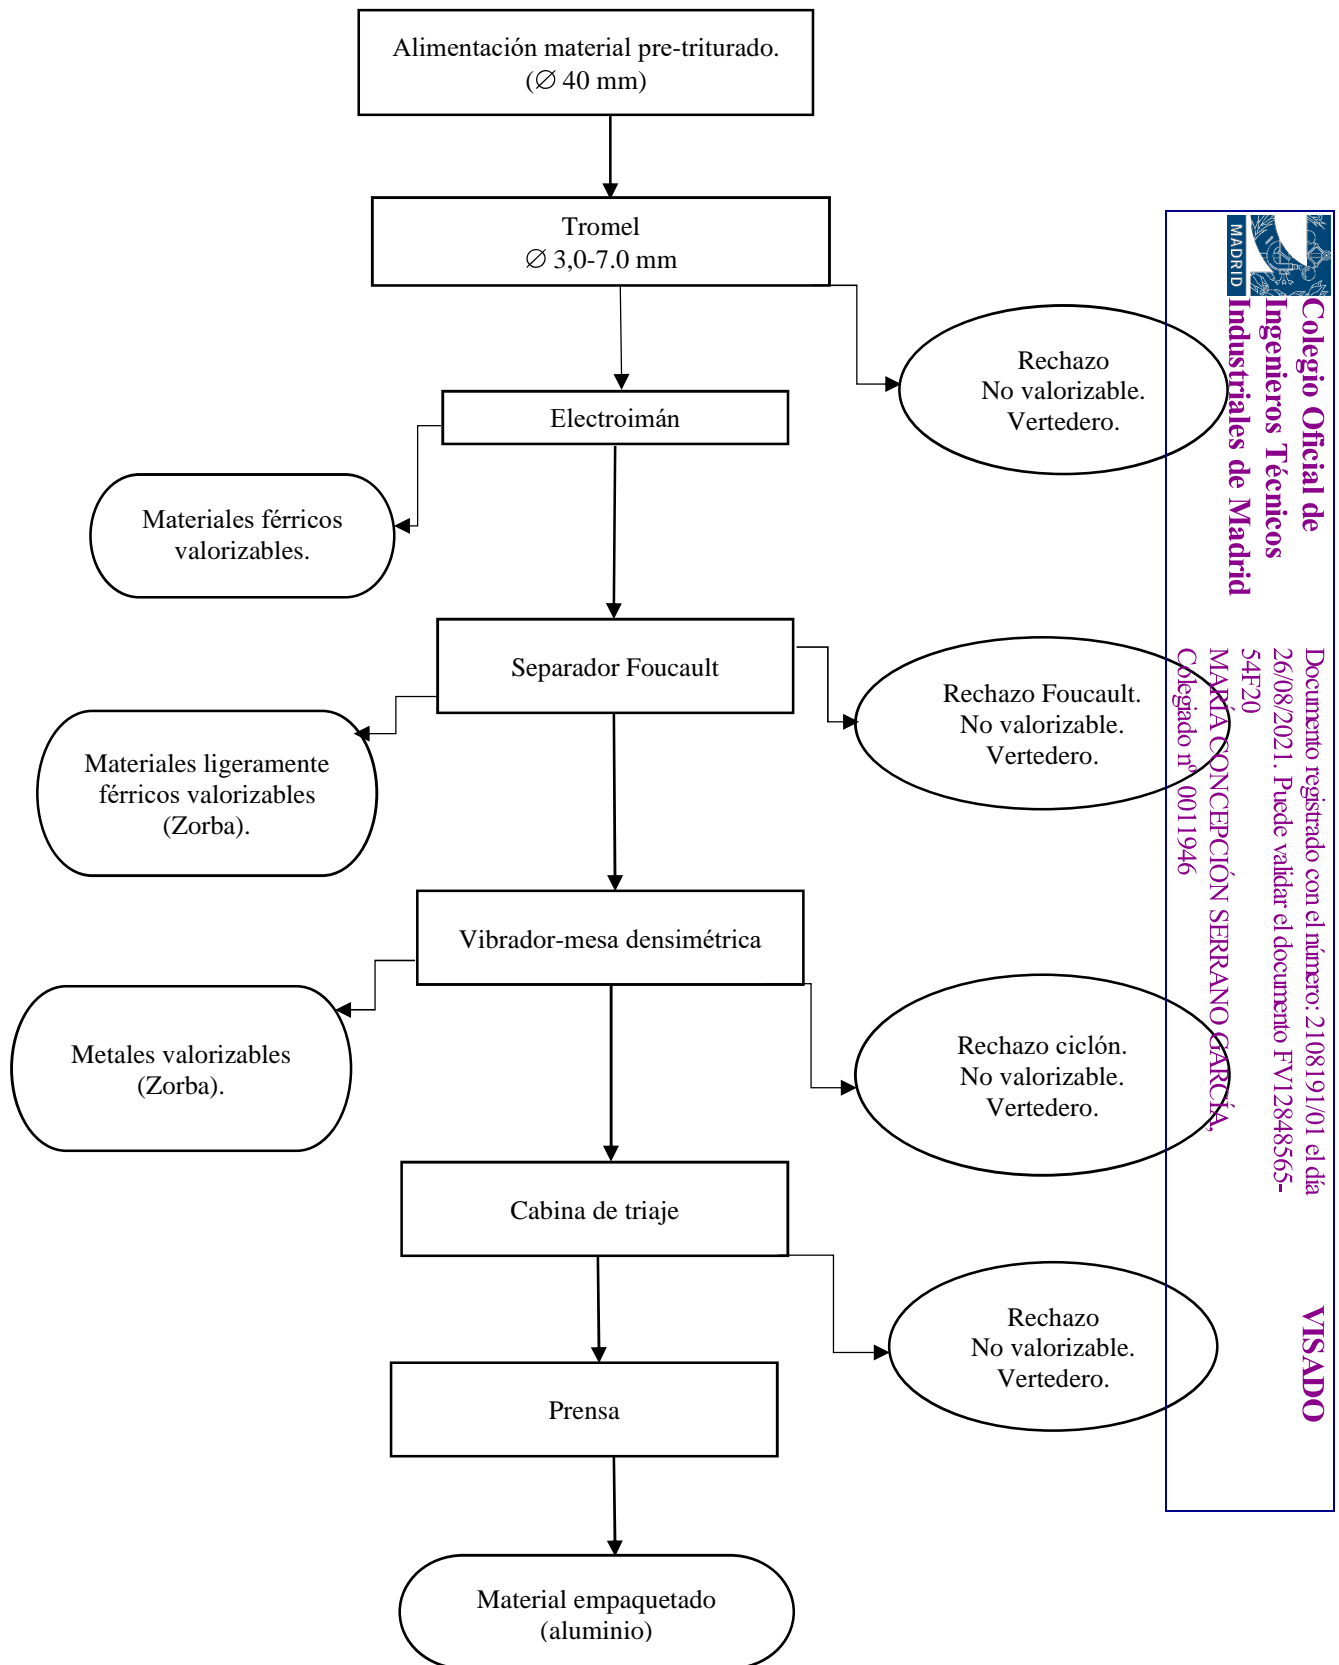 Alimentación material pre-triturado.
(∅ 40 mm)
Tromel
∅ 3,0-7.0 mm
Rechazo
No valorizable.
Vertedero.
Electroimán
Materiales férricos
valorizables.
Separador Foucault
Rechazo Foucault.
No valorizable.
Vertedero.
Materiales ligeramente
férricos valorizables
(Zorba).
Vibrador-mesa densimétrica
Metales valorizables
(Zorba).
Rechazo ciclón.
No valorizable.
Vertedero.
Cabina de triaje
Rechazo
No valorizable.
Vertedero.
Prensa
Material empaquetado
(aluminio)
MADRID
Colegio Oficial de
Ingenieros Técnicos
Industriales de Madrid
Documento registrado con el número: 2108191/01 el día
26/08/2021. Puede validar el documento FV12848565-
54F20
MARÍA CONCEPCIÓN SERRANO GARCÍA,
Colegiado nº 0011946
VISADO